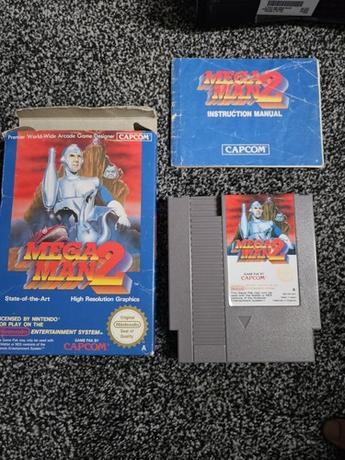 MEGA
MAN 2
INSTRUCTION MANUAL
CAPCOM
Premier World-Wide Arcade Game Designer CAPCOM
MEGA
MAN 2
State-of-the-Art High Resolution Graphics
LICENSED BY NINTENDO
FOR PLAY ON THE
Nintendo ENTERTAINMENT SYSTEM
Original
Nintendo
Seal of
Quality
GAME PAK BY
CAPCOM
A
MEGA
MAN 2
GAME PAK BY
CAPCOM